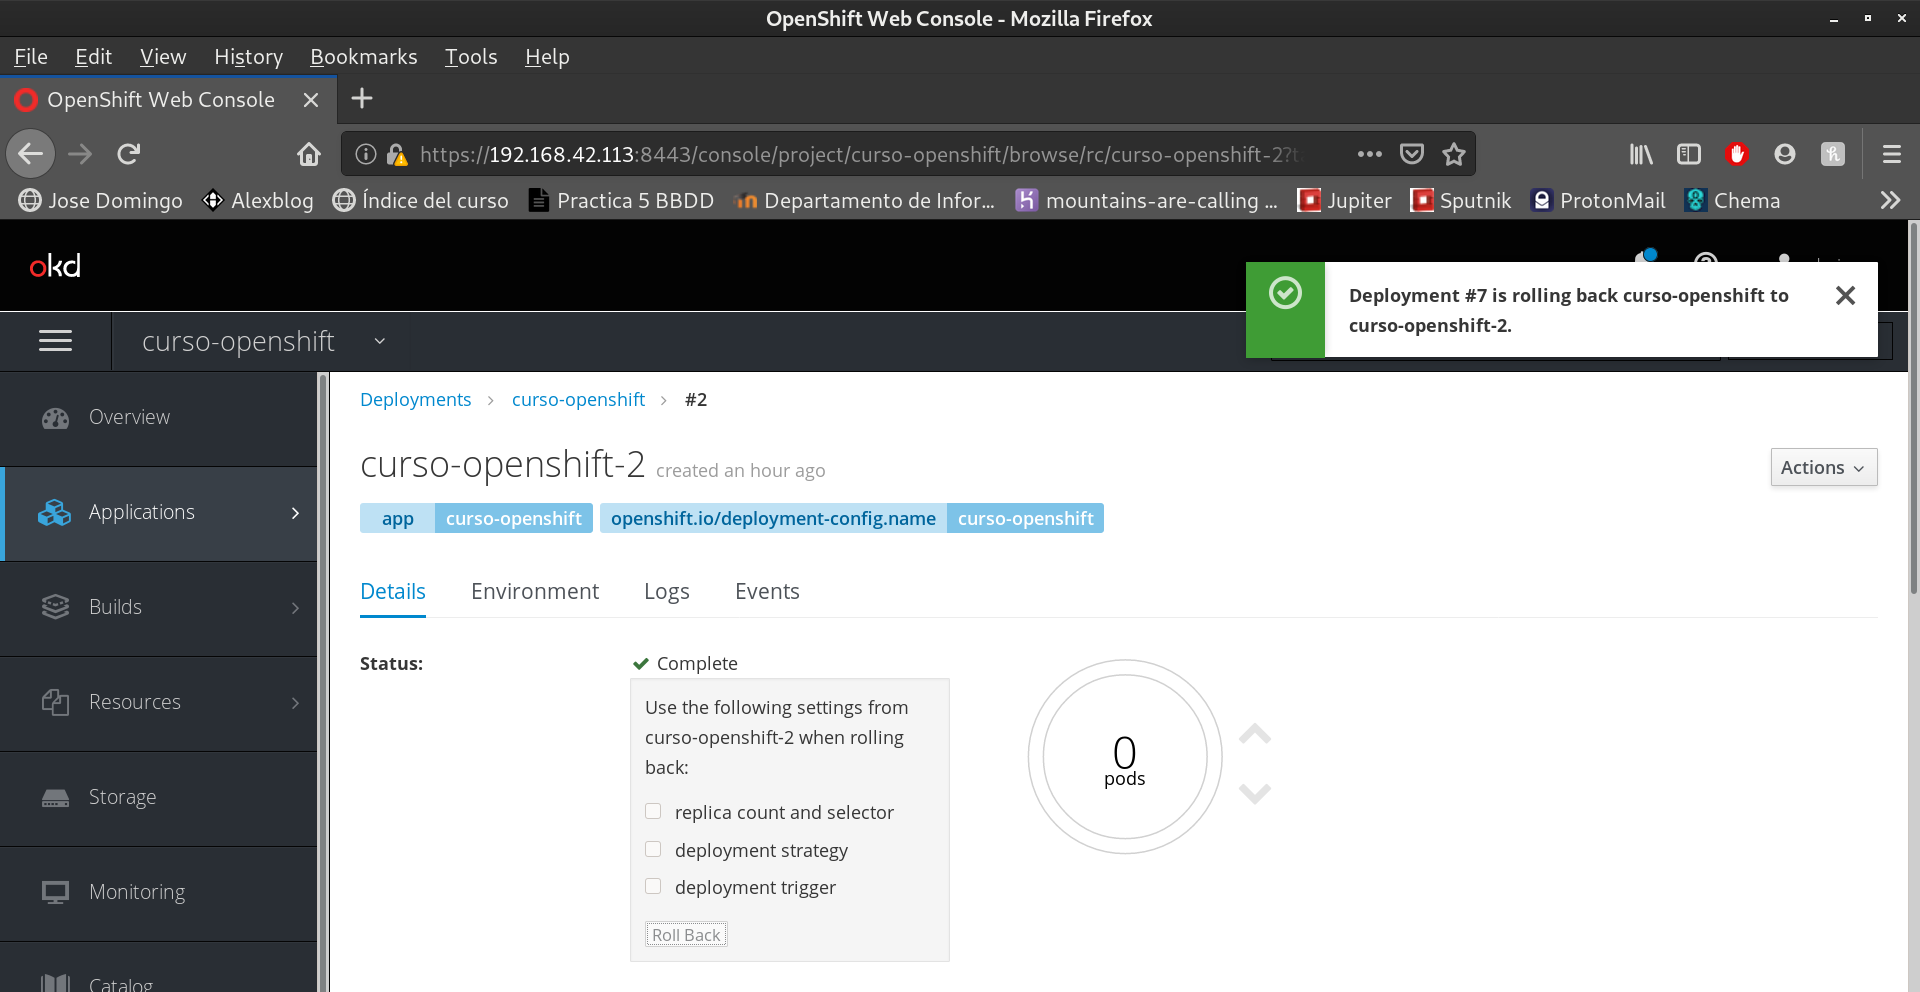 OpenShift Web Console - Mozilla Firefox
File Edit View History Bookmarks Tools Help
OpenShift Web Console
https://192.168.42.113:8443/console/project/curso-openshift/browse/rc/curso-openshift-2?
Jose Domingo Alexblog Índice del curso Practica 5 BBDD Departamento de Infor... mountains-are-calling ... Jupiter Sputnik ProtonMail Chema
okd
Deployment #7 is rolling back curso-openshift to
curso-openshift-2.
curso-openshift
Deployments > curso-openshift > #2
Overview
curso-openshift-2 created an hour ago
Actions
Applications
app curso-openshift openshift.io/deployment-config.name curso-openshift
Details Environment Logs Events
Builds
Status:
Complete
Use the following settings from
curso-openshift-2 when rolling
back:
replica count and selector
deployment strategy
deployment trigger
Roll Back
0
pods
Resources
Storage
Monitoring
Catalog